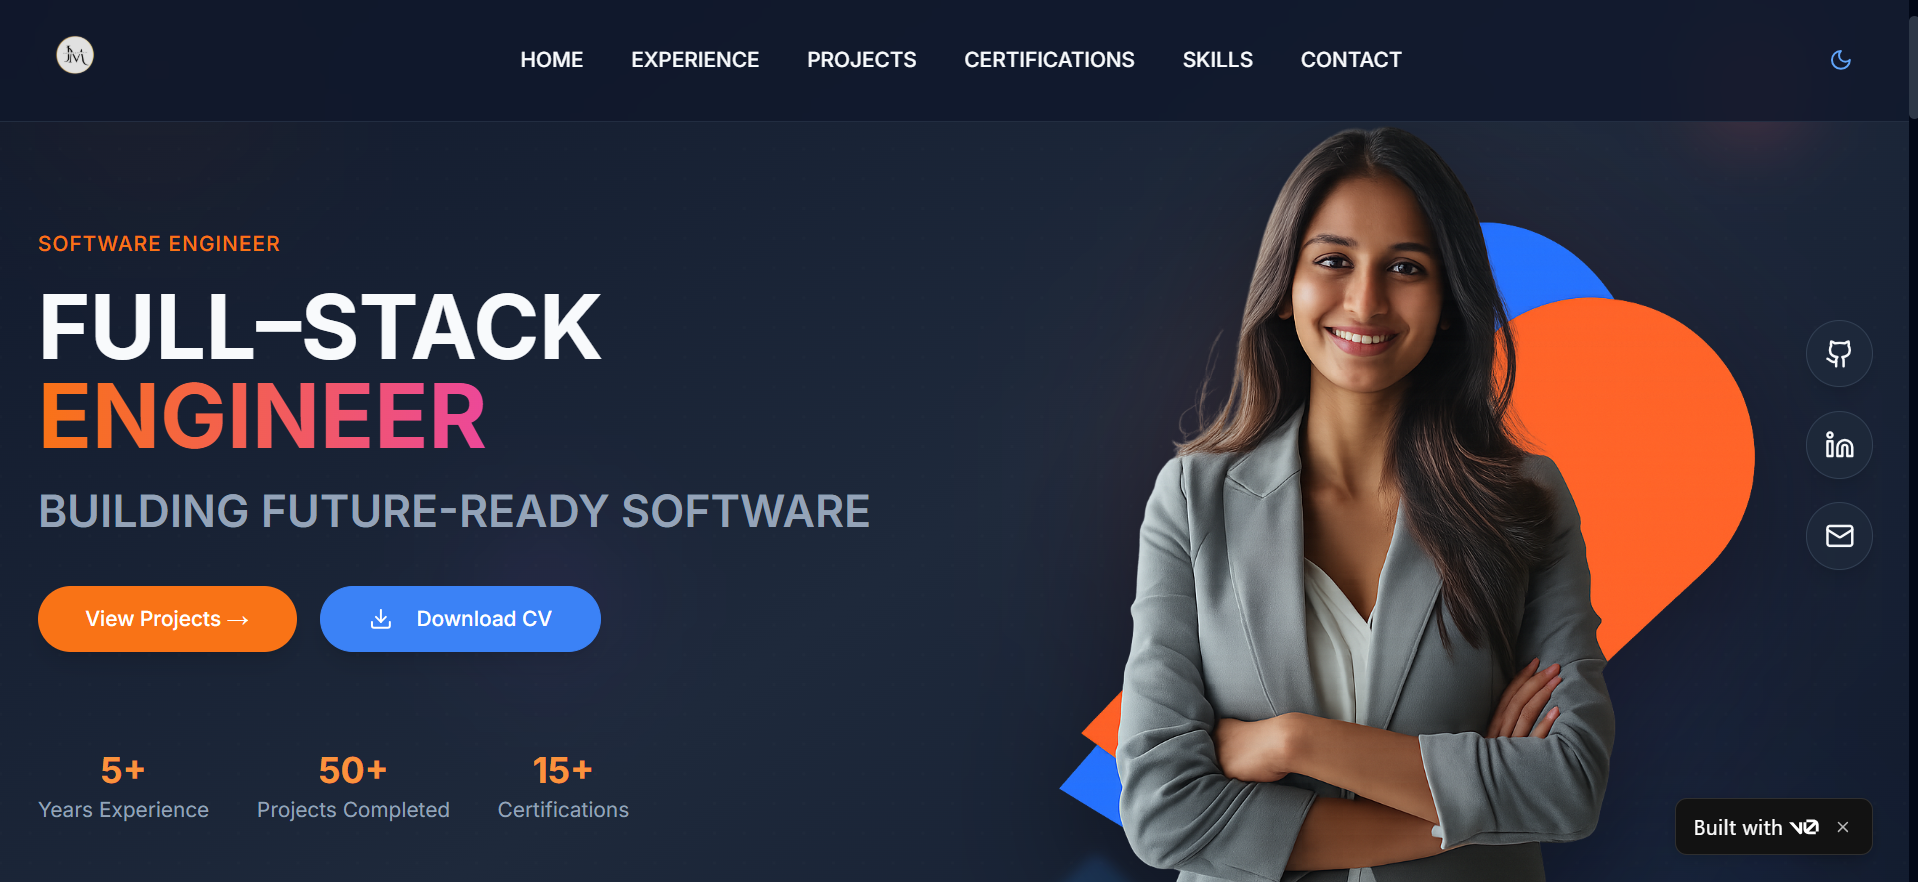 JM
HOME EXPERIENCE PROJECTS CERTIFICATIONS SKILLS CONTACT
SOFTWARE ENGINEER
FULL–STACK
ENGINEER
BUILDING FUTURE-READY SOFTWARE
View Projects → Download CV
5+ 50+ 15+
Years Experience Projects Completed Certifications
Built with v0 ×